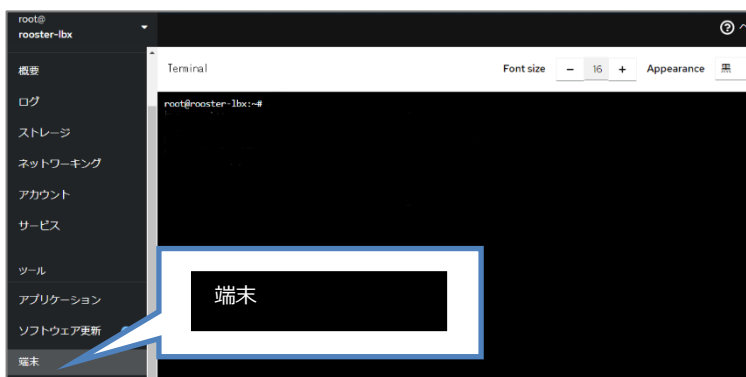 root@
rooster-lbx
概要
ログ
ストレージ
ネットワーキング
アカウント
サービス
ツール
アプリケーション
ソフトウェア更新
端末
Terminal
Font size － 16 + Appearance 黒
root@rooster-lbx:~#
端末